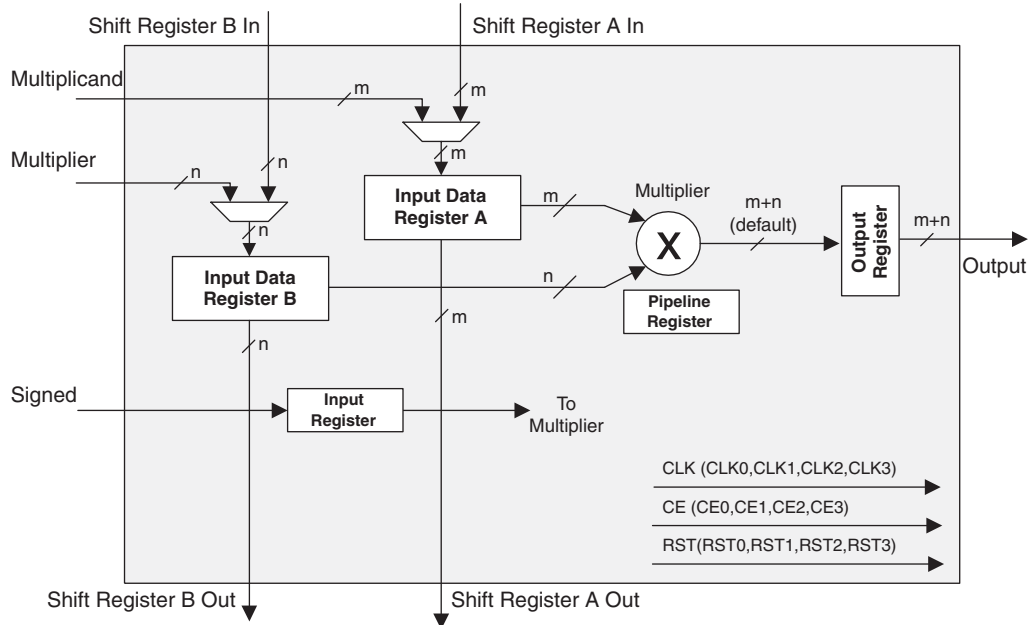 Shift Register B In
Shift Register A In
Multiplicand
m
m
Multiplier
n
n
m
Input Data
Register A
m
Multiplier
m+n
(default)
Output
Register
m+n
Output
n
X
Input Data
Register B
n
Pipeline
Register
m
n
Signed
Input
Register
To
Multiplier
CLK (CLK0,CLK1,CLK2,CLK3)
CE (CE0,CE1,CE2,CE3)
RST(RST0,RST1,RST2,RST3)
Shift Register B Out
Shift Register A Out